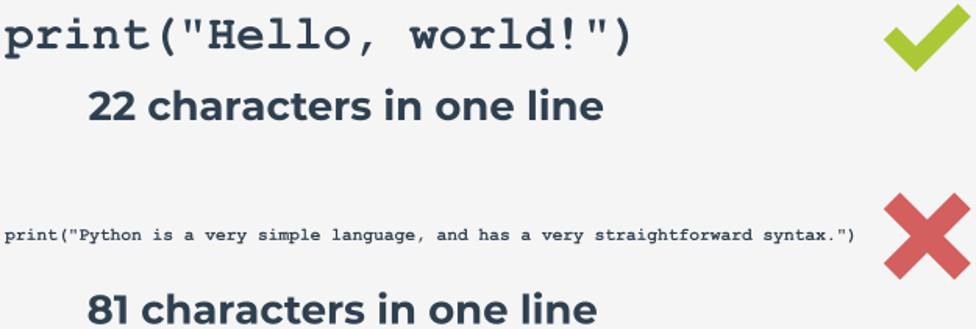 print("Hello, world!")
22 characters in one line
print("Python is a very simple language, and has a very straightforward syntax.")
81 characters in one line